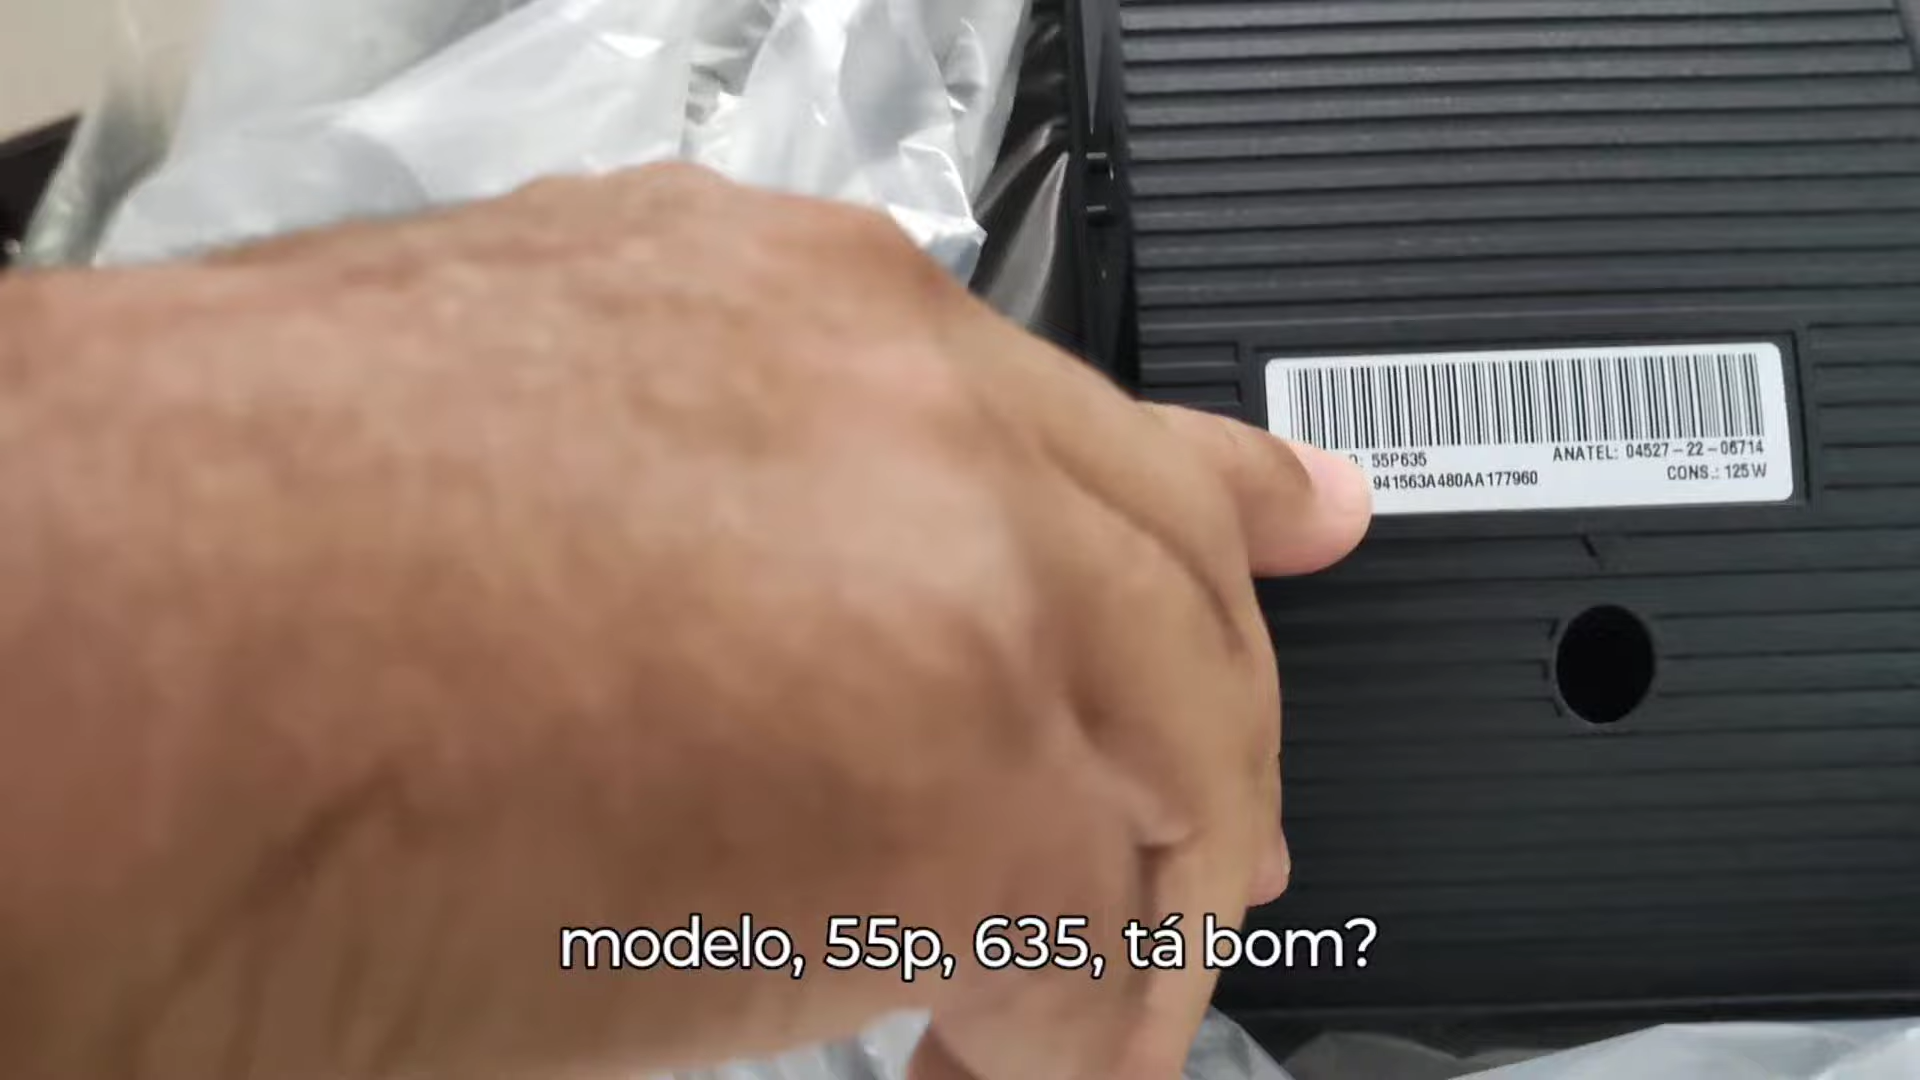 55P635
941563A480AA177960
ANATEL: 04527-22-06714
CONS.: 125W
modelo, 55p, 635, tá bom?